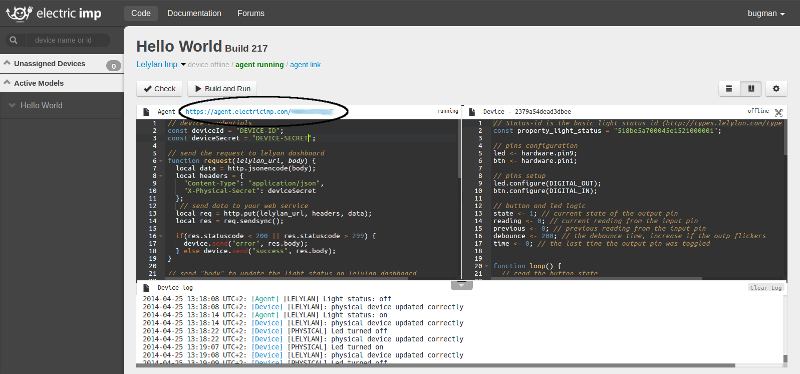 electric imp
Code Documentation Forums
bugman
device name or id
Unassigned Devices 0
Active Models
Hello World
Hello World Build 217
Lelylan Imp device offline / agent running / agent link
Check Build and Run
Agent https://agent.electricimp.com/ running
1 // device credentials
2 const deviceId = "DEVICE-ID";
3 const deviceSecret = "DEVICE-SECRET";
4
5 // send the request to lelyan dashboard
6 function request(lelylan_url, body) {
7 local data = http.jsonencode(body);
8 local headers = {
9 "Content-Type": "application/json",
10 "X-Physical-Secret": deviceSecret
11 };
12 // send data to your web service
13 local req = http.put(lelylan_url, headers, data);
14 local res = req.sendsync();
15
16 if(res.statuscode < 200 || res.statuscode > 299) {
17 device.send("error", res.body);
18 } else device.send("success", res.body);
19 }
20
21 // send "body" to update the light status on lelylan dashboard
22
Device - 2379a54dead3dbee offline
1 // Status-id is the basic light status id (http://types.lelylan.com/type
2 const property_light_status = "518be5a700045e1521000001";
3
4 // pins configuration
5 led <- hardware.pin9;
6 btn <- hardware.pin1;
7
8 // pins setup
9 led.configure(DIGITAL_OUT);
10 btn.configure(DIGITAL_IN);
11
12 // button and led logic
13 state <- 1; // current state of the output pin
14 reading <- 0; // current reading from the input pin
15 previous <- 0; // previous reading from the input pin
16 debounce <- 200; // the debounce time, increase if the outp flickers
17 time <- 0; // the last time the output pin was toggled
18
19
20 function loop() {
21 // read the button state
Device log Clear Log
2014-04-25 13:18:08 UTC+2: [Agent] [LELYLAN] Light status: off
2014-04-25 13:18:08 UTC+2: [Device] [LELYLAN]: physical device updated correctly
2014-04-25 13:18:14 UTC+2: [Agent] [LELYLAN] Light status: on
2014-04-25 13:18:14 UTC+2: [Device] [LELYLAN]: physical device updated correctly
2014-04-25 13:18:22 UTC+2: [Device] [PHYSICAL] Led turned off
2014-04-25 13:18:22 UTC+2: [Device] [LELYLAN]: physical device updated correctly
2014-04-25 13:19:07 UTC+2: [Device] [PHYSICAL] Led turned on
2014-04-25 13:19:08 UTC+2: [Device] [LELYLAN]: physical device updated correctly
2014-04-25 13:19:09 UTC+2: [Device] [PHYSICAL] Led turned off